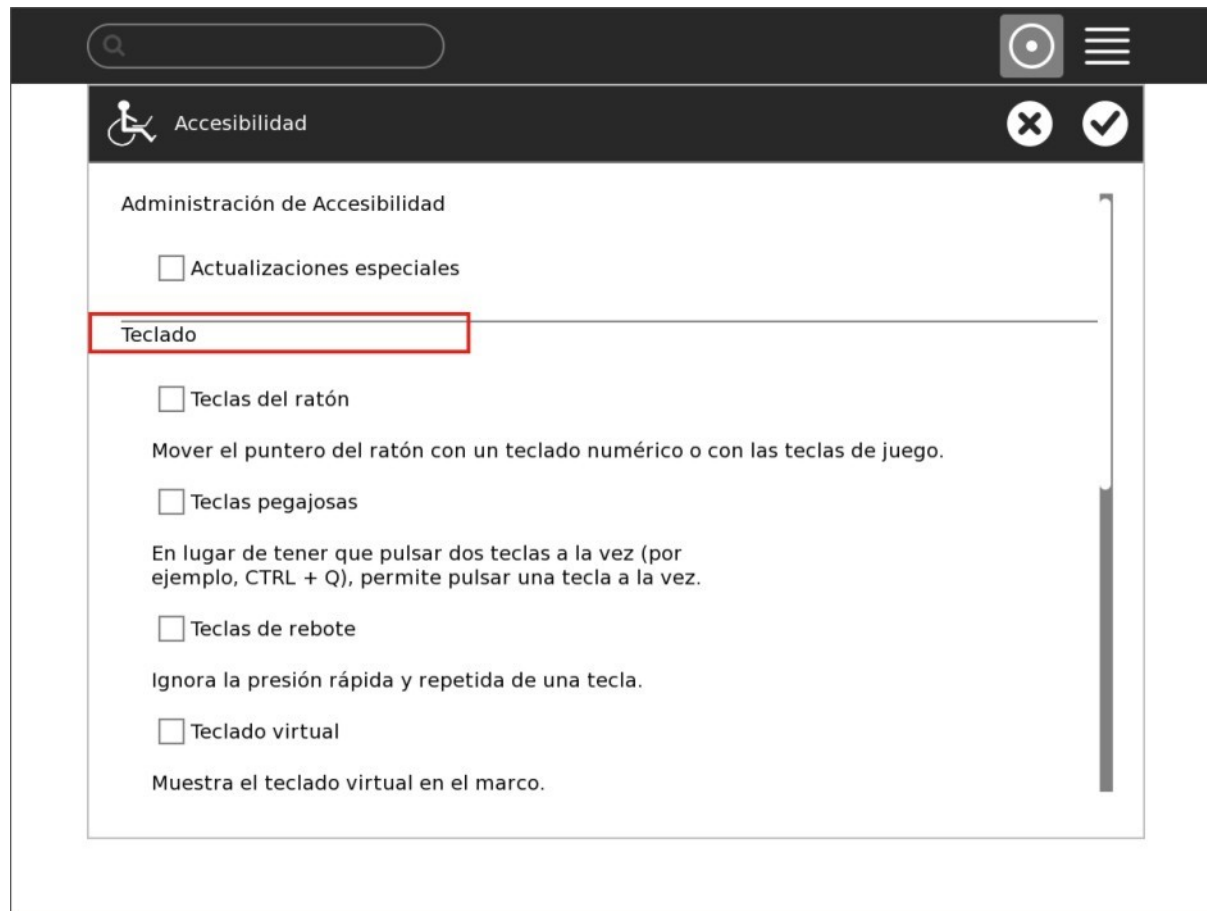 Accesibilidad
Administración de Accesibilidad
Actualizaciones especiales
Teclado
Teclas del ratón
Mover el puntero del ratón con un teclado numérico o con las teclas de juego.
Teclas pegajosas
En lugar de tener que pulsar dos teclas a la vez (por
ejemplo, CTRL + Q), permite pulsar una tecla a la vez.
Teclas de rebote
Ignora la presión rápida y repetida de una tecla.
Teclado virtual
Muestra el teclado virtual en el marco.